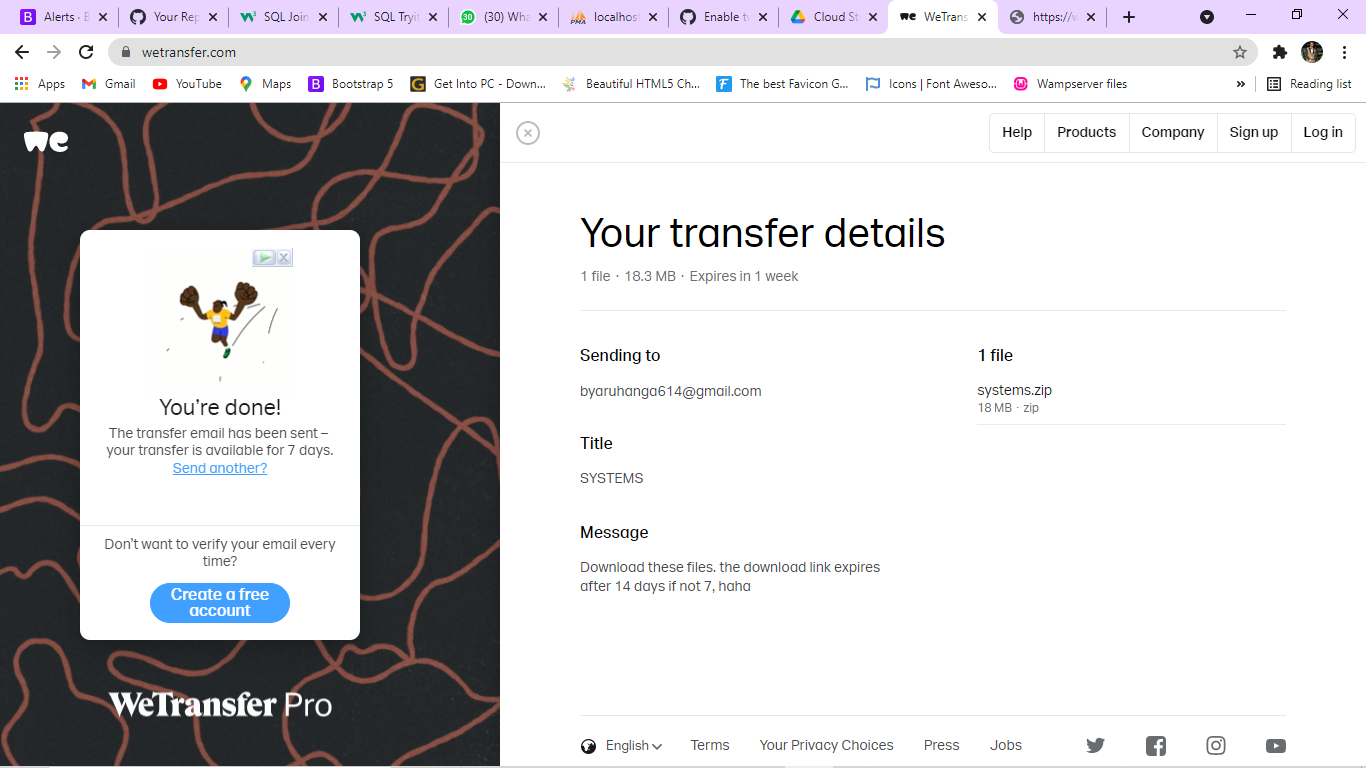 Alerts · B
Your Rep
SQL Join
SQL Tryit
(30) Wha
localhos
Enable t
Cloud St
WeTrans
https://w
wetransfer.com
Apps
Gmail
YouTube
Maps
Bootstrap 5
Get Into PC - Down...
Beautiful HTML5 Ch...
The best Favicon G...
Icons | Font Aweso...
Wampserver files
»
Reading list
we
Help
Products
Company
Sign up
Log in
You're done!
The transfer email has been sent –
your transfer is available for 7 days.
Send another?
Don't want to verify your email every
time?
Create a free
account
WeTransfer Pro
Your transfer details
1 file · 18.3 MB · Expires in 1 week
Sending to
byaruhanga614@gmail.com
Title
SYSTEMS
Message
Download these files. the download link expires
after 14 days if not 7, haha
1 file
systems.zip
18 MB · zip
English
Terms
Your Privacy Choices
Press
Jobs